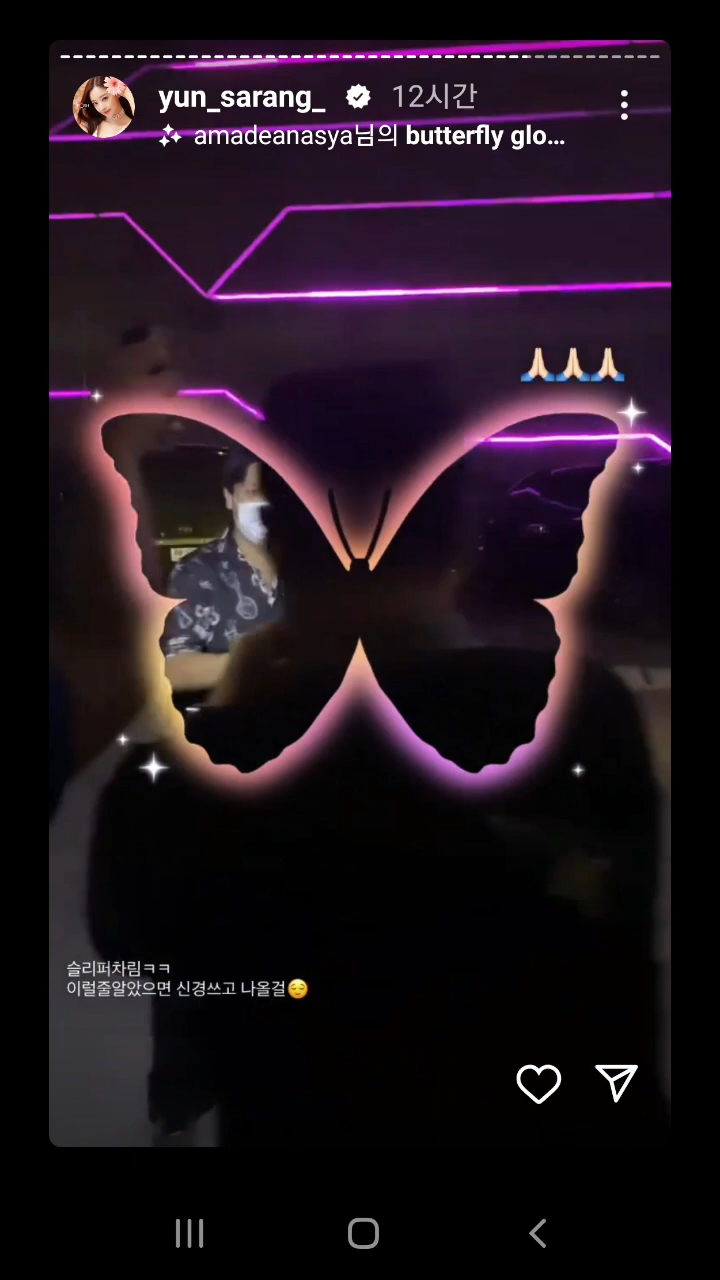 yun_sarang_ 12시간
amadeanasya님의 butterfly glo...
슬리퍼차림ㅋㅋ
이럴줄알았으면 신경쓰고 나올걸